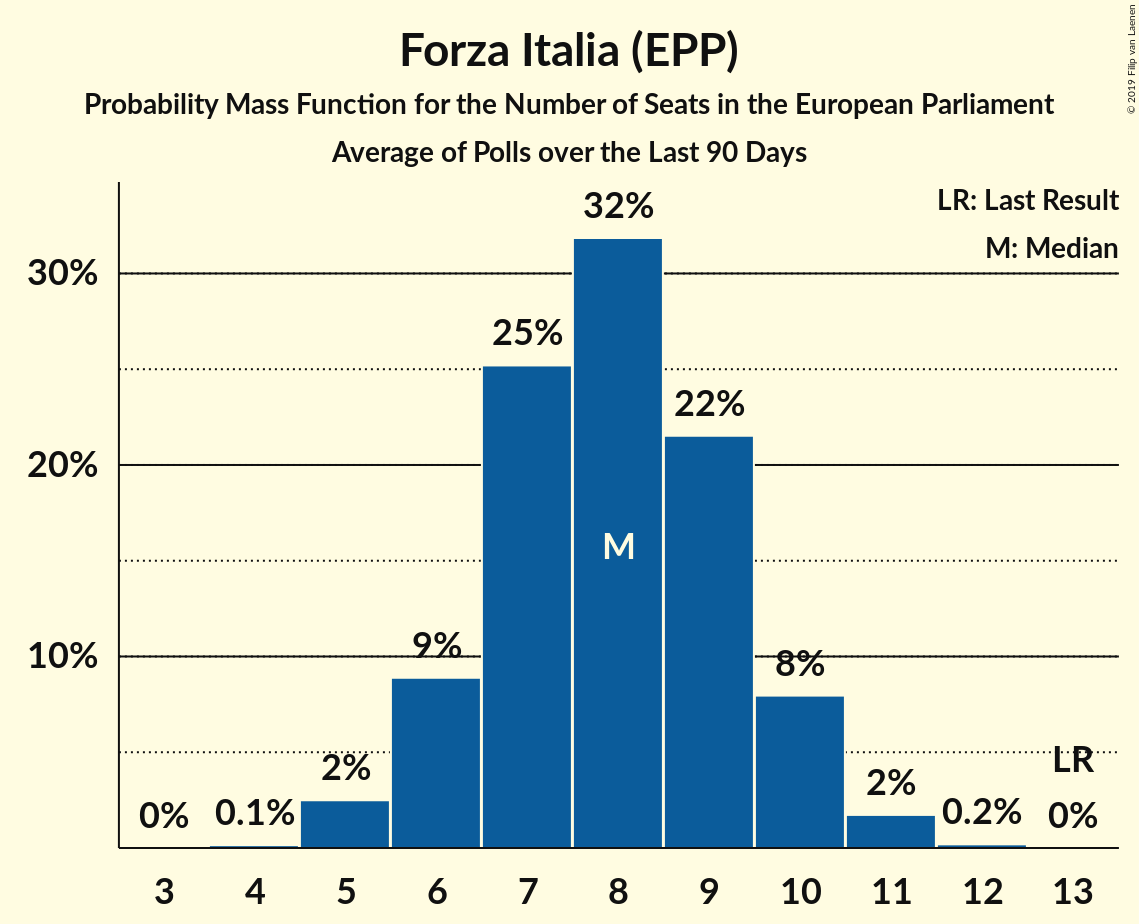 Forza Italia (EPP)
Probability Mass Function for the Number of Seats in the European Parliament
Average of Polls over the Last 90 Days
© 2019 Filip van Laenen
LR: Last Result
M: Median
30%
20%
10%
0%
0.1%
2%
9%
25%
32%
M
22%
8%
2%
0.2%
LR
0%
3 4 5 6 7 8 9 10 11 12 13